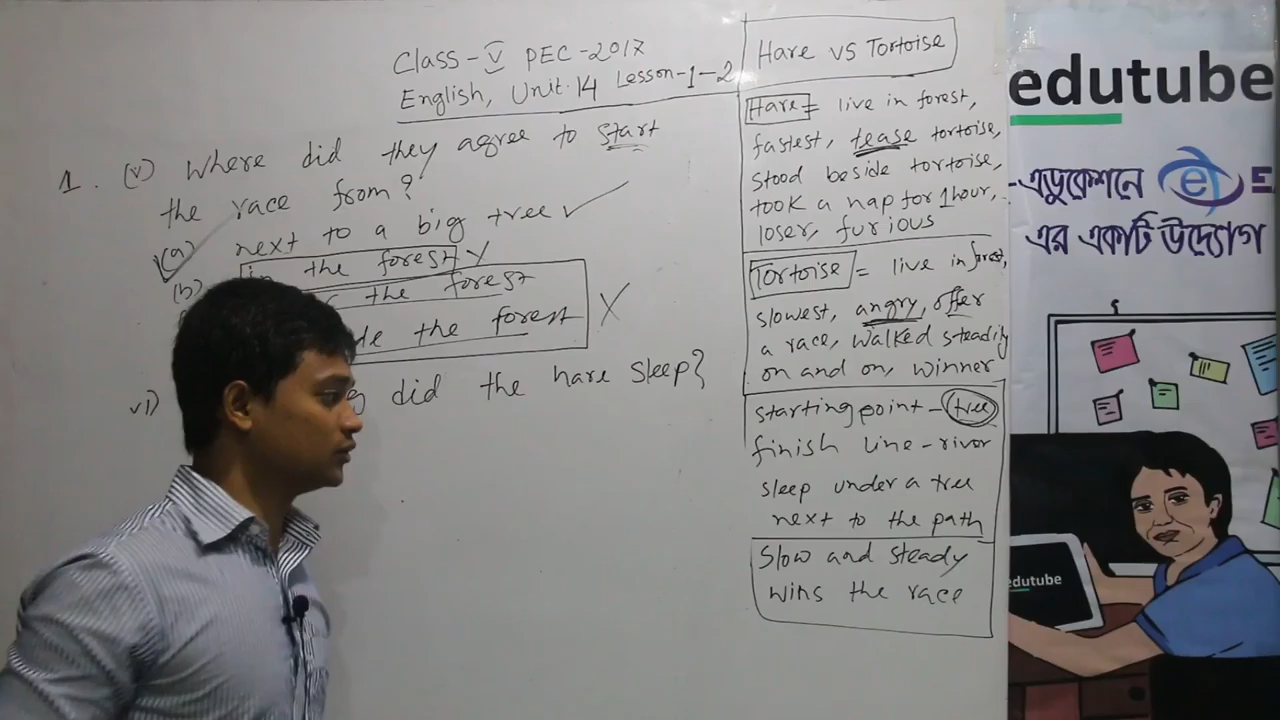 Class-V PEC-2017
English, Unit-14 Lesson-1-2
1. (v) Where did they agree to start
the race from?
(a) next to a big tree
(b) in the forest
the forest
the forest
vi) did the hare sleep?
Hare vs Tortoise
Hare = live in forest,
fastest, tease tortoise,
stood beside tortoise,
took a nap for 1 hour,
loser, furious
Tortoise = live in forest,
slowest, angry, offer
a race, walked steadily
on and on, winner
starting point - tree
finish line - rivor
sleep under a tree
next to the path
Slow and steady
wins the race
edutube
-এডুকেশনে
এর একটি উদ্যোগ
edutube